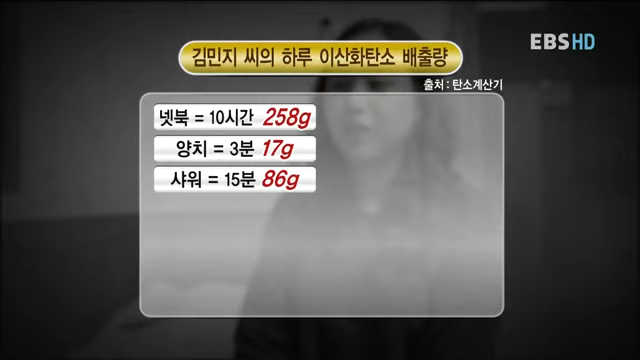 EBS HD
김민지 씨의 하루 이산화탄소 배출량
출처 : 탄소계산기
넷북 = 10시간 258g
양치 = 3분 17g
샤워 = 15분 86g